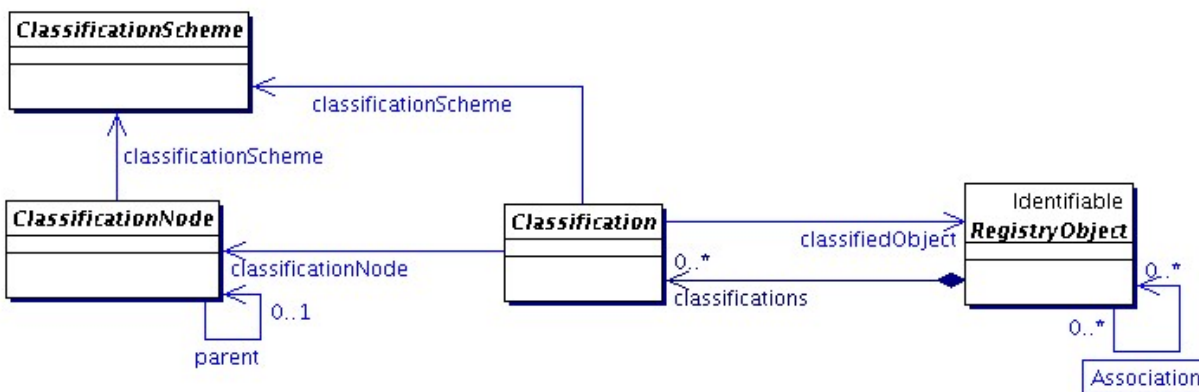 ClassificationScheme
classificationScheme
classificationScheme
ClassificationNode
Classification
Identifiable
RegistryObject
classifiedObject
classificationNode
0..*
classifications
0..*
0..1
0..*
parent
Association